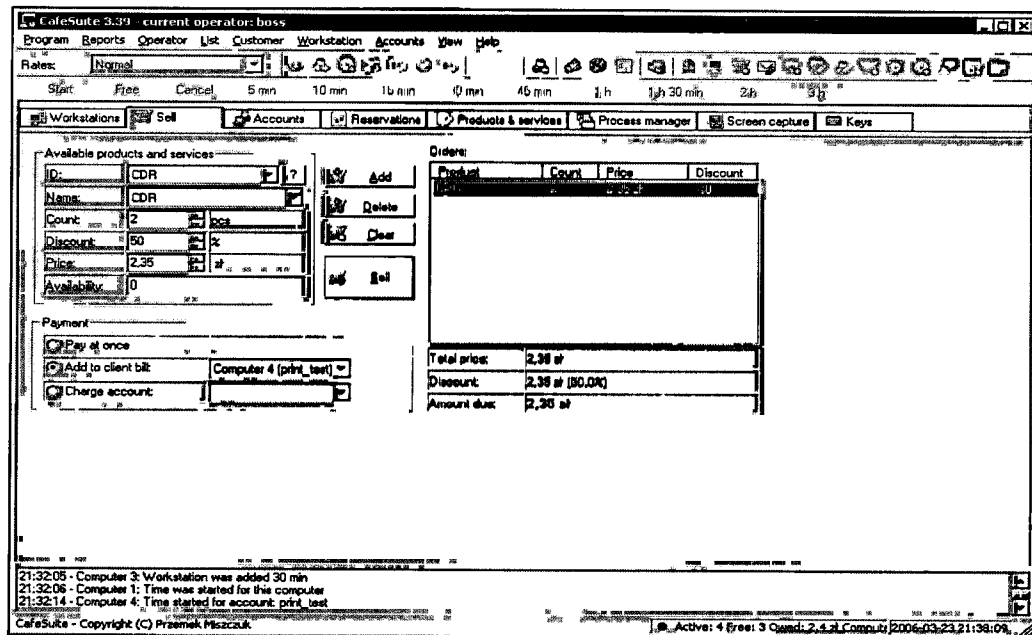 CafeSuite 3.39 - current operator: boss
Program Reports Operator List Customer Workstation Accounts View Help
Rates: Normal
Start Free Cancel 5 min 10 min 15 min 45 min 1 h 1 h 30 min 2 h 3 h
Workstations Sell Accounts Reservations Products & services Process manager Screen capture Keys
Available products and services
ID: CDR ?
Name: CDR
Count: 2 pcs
Discount: 50 %
Price: 2,35 zł
Availability: 0
Add
Delete
Clear
Sell
Orders:
Product Count Price Discount
Payment
Pay at once
Add to client bill: Computer 4 (print_test)
Charge account:
Total price: 2,35 zł
Discount: 2,35 zł (50,0%)
Amount due: 2,35 zł
21:32:05 - Computer 3: Workstation was added 30 min
21:32:06 - Computer 1: Time was started for this computer
21:32:14 - Computer 4: Time started for account: print_test
CafeSuite - Copyright (C) Przemek Miszczuk
Active: 4 Free: 3 Owed: 2,4 zł Comput 2006-03-23 21:38:09